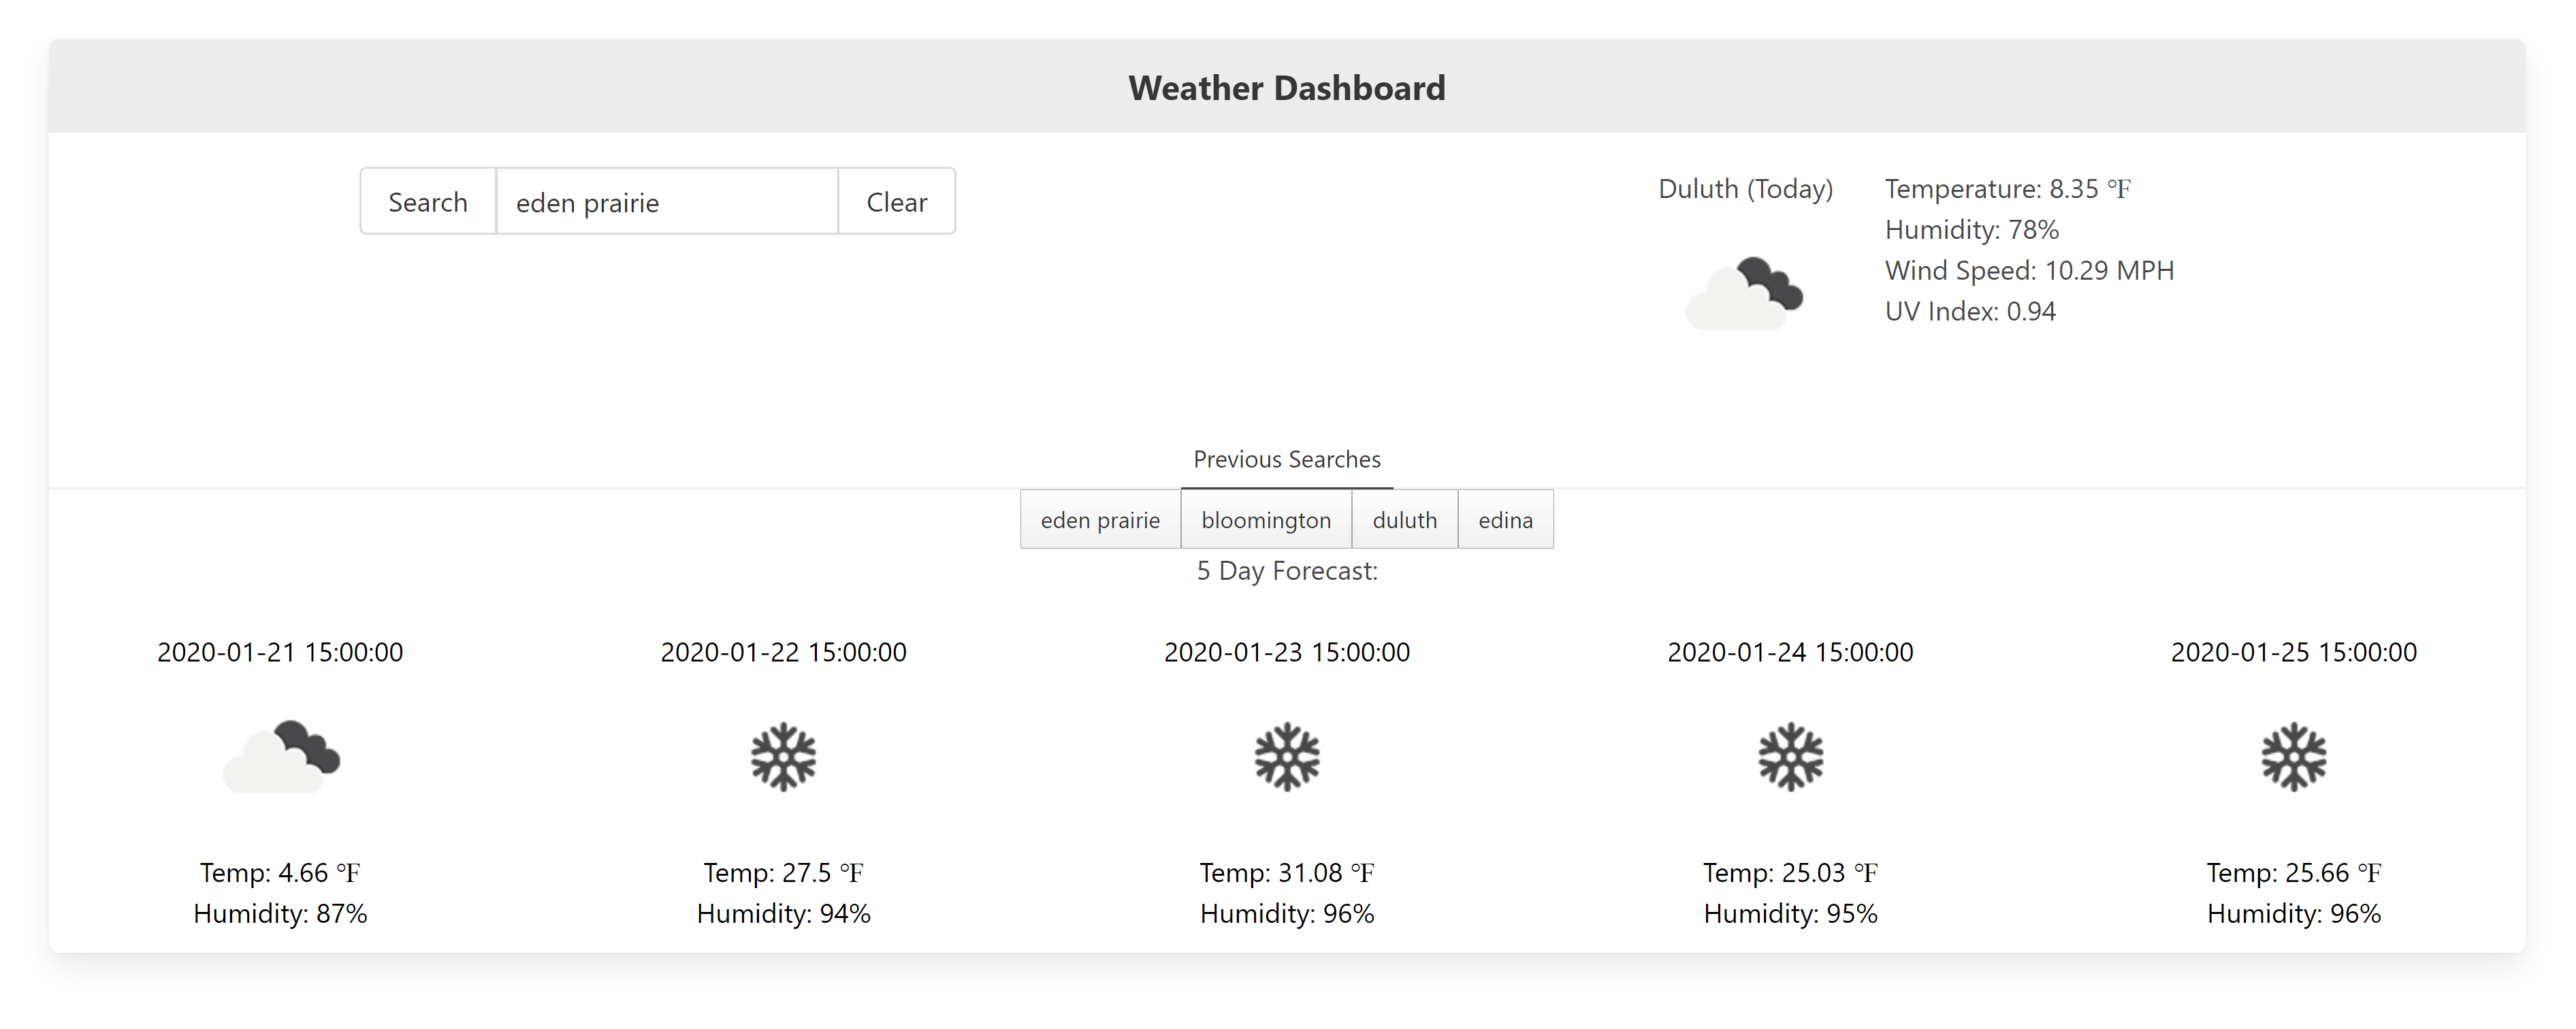 Weather Dashboard
Search eden prairie Clear
Duluth (Today)
Temperature: 8.35 °F
Humidity: 78%
Wind Speed: 10.29 MPH
UV Index: 0.94
Previous Searches
eden prairie bloomington duluth edina
5 Day Forecast:
2020-01-21 15:00:00
Temp: 4.66 °F
Humidity: 87%
2020-01-22 15:00:00
Temp: 27.5 °F
Humidity: 94%
2020-01-23 15:00:00
Temp: 31.08 °F
Humidity: 96%
2020-01-24 15:00:00
Temp: 25.03 °F
Humidity: 95%
2020-01-25 15:00:00
Temp: 25.66 °F
Humidity: 96%